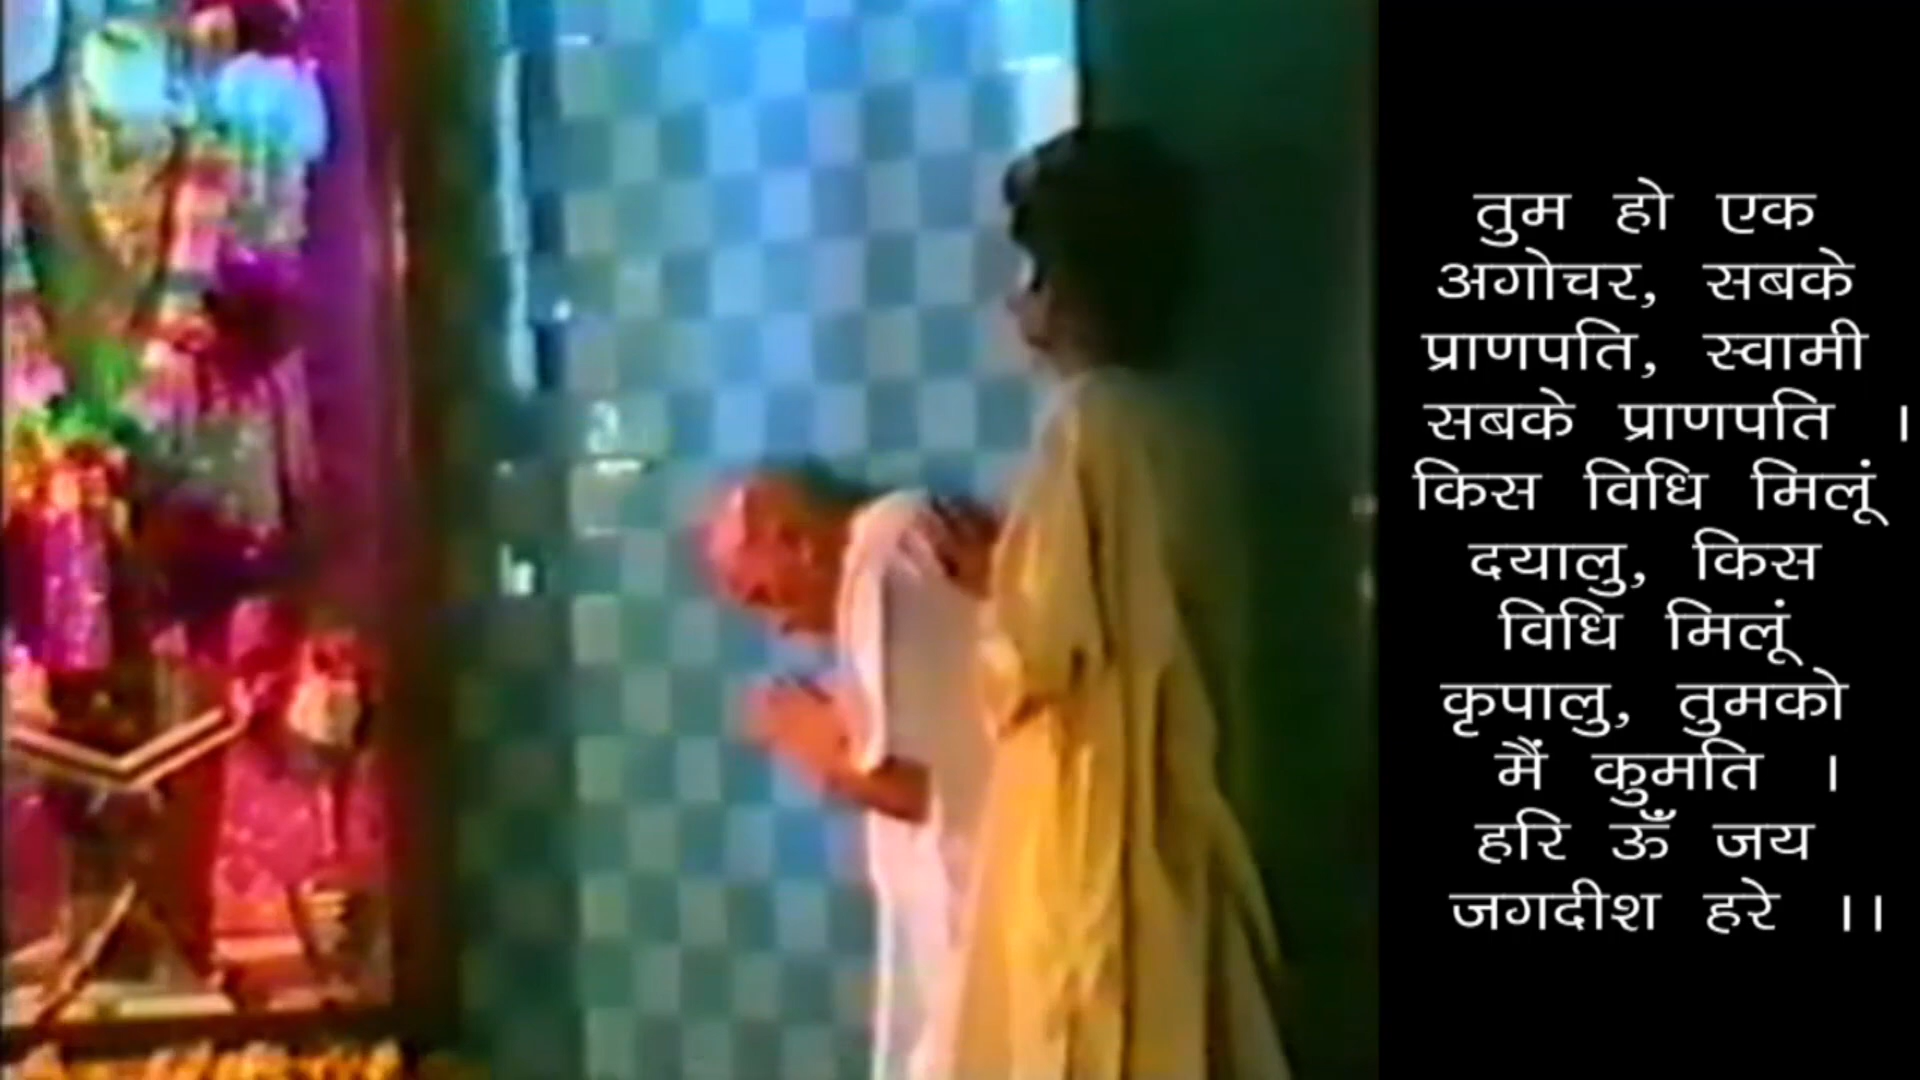 तुम हो एक
अगोचर, सबके
प्राणपति, स्वामी
सबके प्राणपति ।
किस विधि मिलूं
दयालु, किस
विधि मिलूं
कृपालु, तुमको
मैं कुमति ।
हरि ऊँ जय
जगदीश हरे ।।